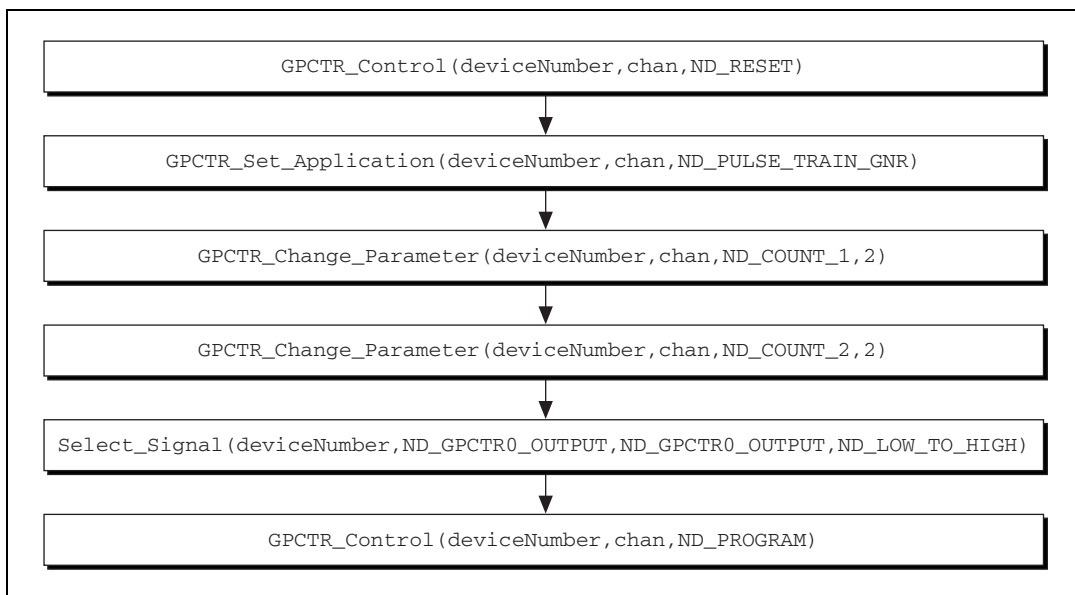 GPCTR_Control(deviceNumber,chan,ND_RESET)
GPCTR_Set_Application(deviceNumber,chan,ND_PULSE_TRAIN_GNR)
GPCTR_Change_Parameter(deviceNumber,chan,ND_COUNT_1,2)
GPCTR_Change_Parameter(deviceNumber,chan,ND_COUNT_2,2)
Select_Signal(deviceNumber,ND_GPCTR0_OUTPUT,ND_GPCTR0_OUTPUT,ND_LOW_TO_HIGH)
GPCTR_Control(deviceNumber,chan,ND_PROGRAM)